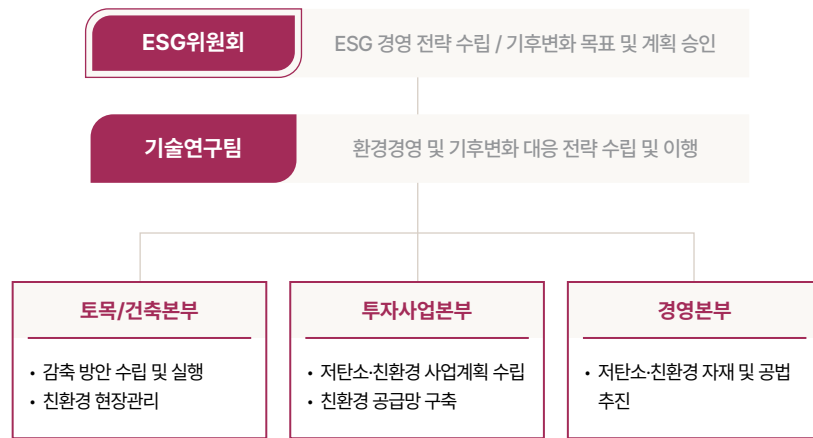 ESG위원회
ESG 경영 전략 수립 / 기후변화 목표 및 계획 승인
기술연구팀
환경경영 및 기후변화 대응 전략 수립 및 이행
토목/건축본부
• 감축 방안 수립 및 실행
• 친환경 현장관리
투자사업본부
• 저탄소·친환경 사업계획 수립
• 친환경 공급망 구축
경영본부
• 저탄소·친환경 자재 및 공법
추진